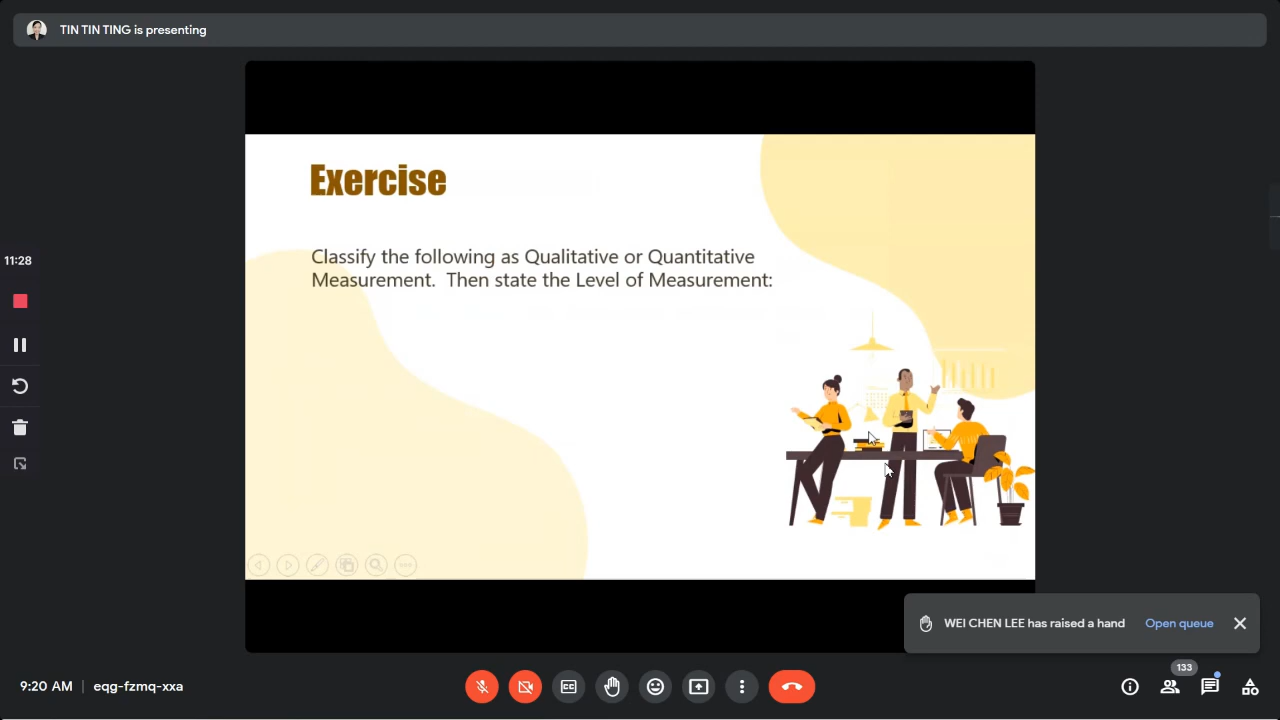 TIN TIN TING is presenting
Exercise
Classify the following as Qualitative or Quantitative
Measurement. Then state the Level of Measurement:
11:28
WEI CHEN LEE has raised a hand Open queue
133
9:20 AM | eqg-fzmq-xxa